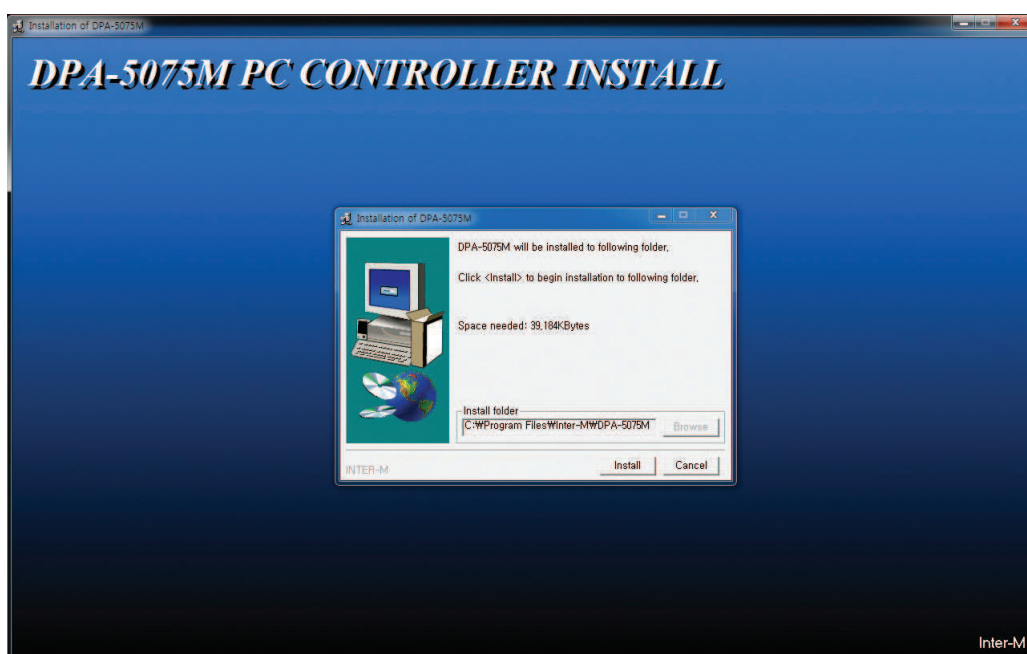 Installation of DPA-5075M
DPA-5075M PC CONTROLLER INSTALL
Installation of DPA-5075M
DPA-5075M will be installed to following folder,
Click <Install> to begin installation to following folder,
Space needed: 39,184KBytes
Install folder
C:₩Program Files₩Inter-M₩DPA-5075M
Browse
INTER-M
Install
Cancel
Inter-M